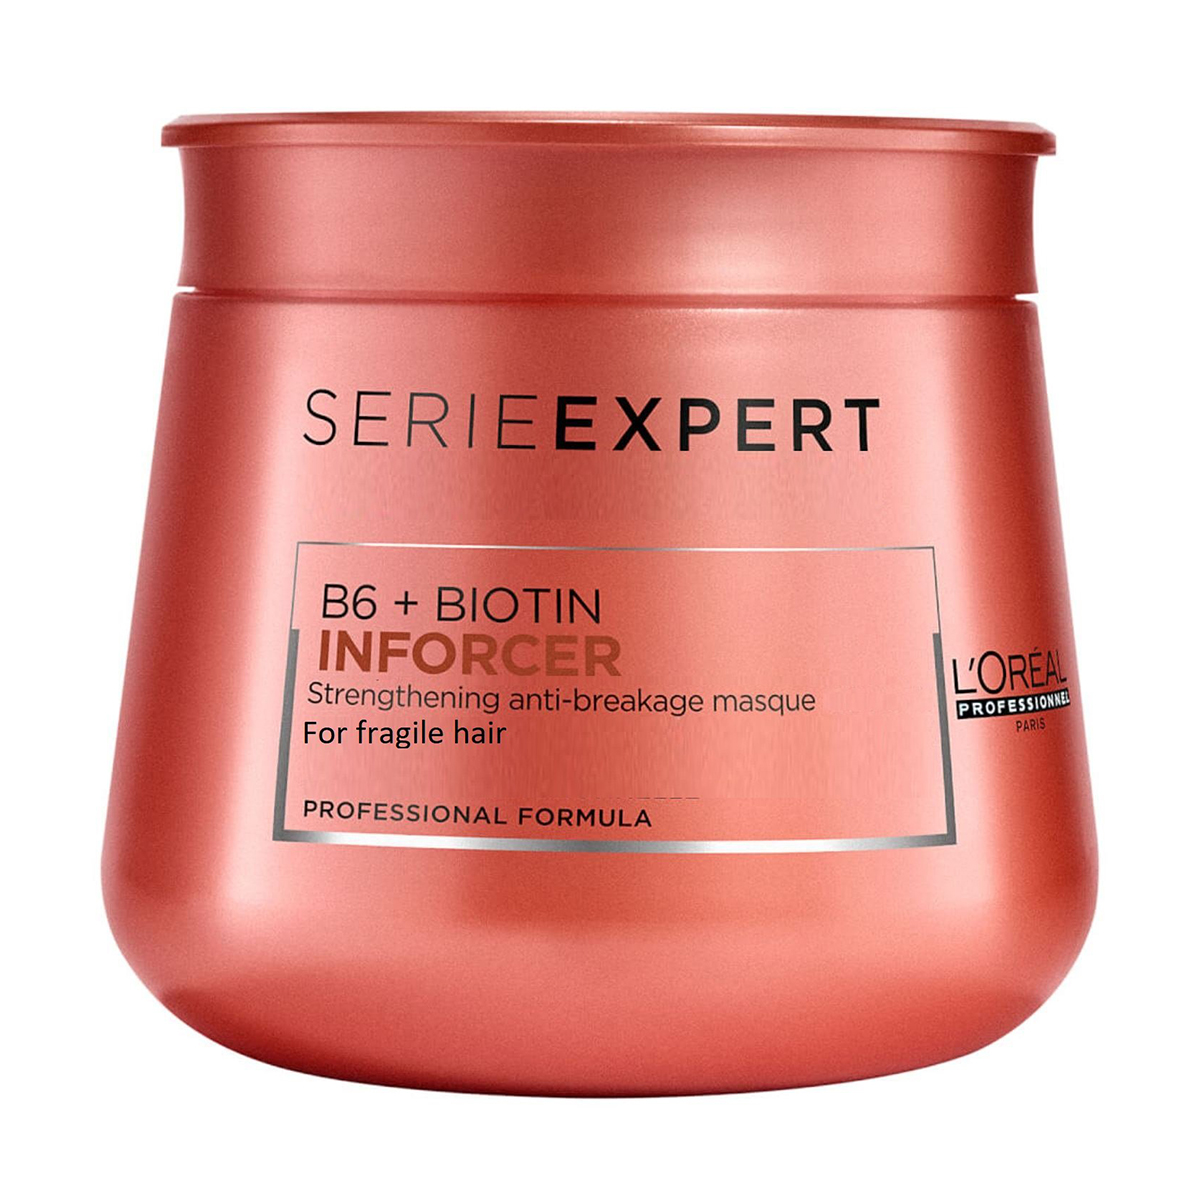 SERIEEXPERT
B6 + BIOTIN
INFORCER
Strengthening anti-breakage masque
For fragile hair
PROFESSIONAL FORMULA
L'ORÉAL
PROFESSIONNEL
PARIS